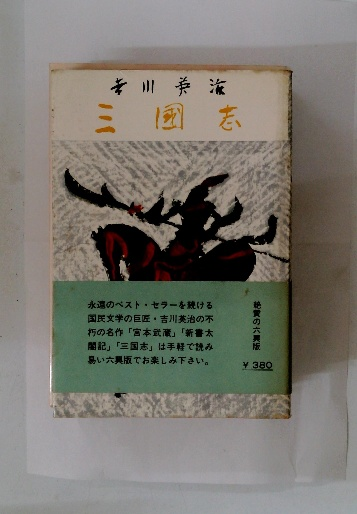 吉川英治
三國志
永遠のベスト・セラーを続ける
国民文学の巨匠・吉川英治の不
朽の名作「宮本武蔵」「新書太
閤記」「三国志」は手軽で読み
易い六興版でお楽しみ下さい。
絶賛の六興版
￥380